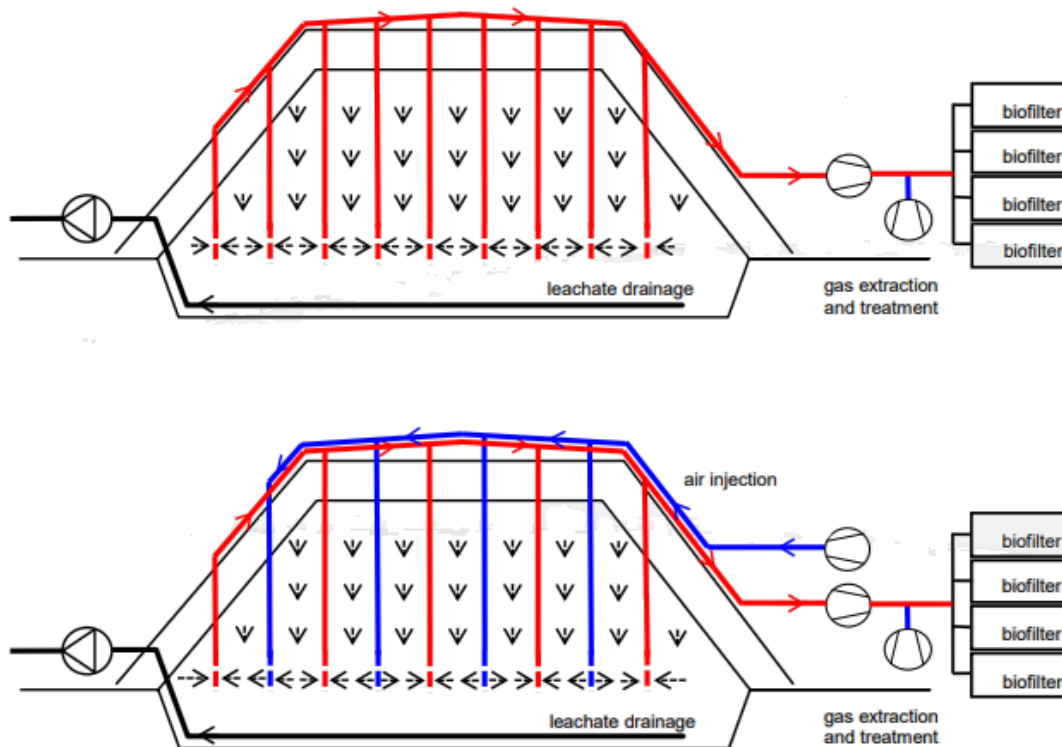 biofilter
biofilter
biofilter
biofilter
leachate drainage
gas extraction
and treatment
air injection
biofilter
biofilter
biofilter
biofilter
leachate drainage
gas extraction
and treatment